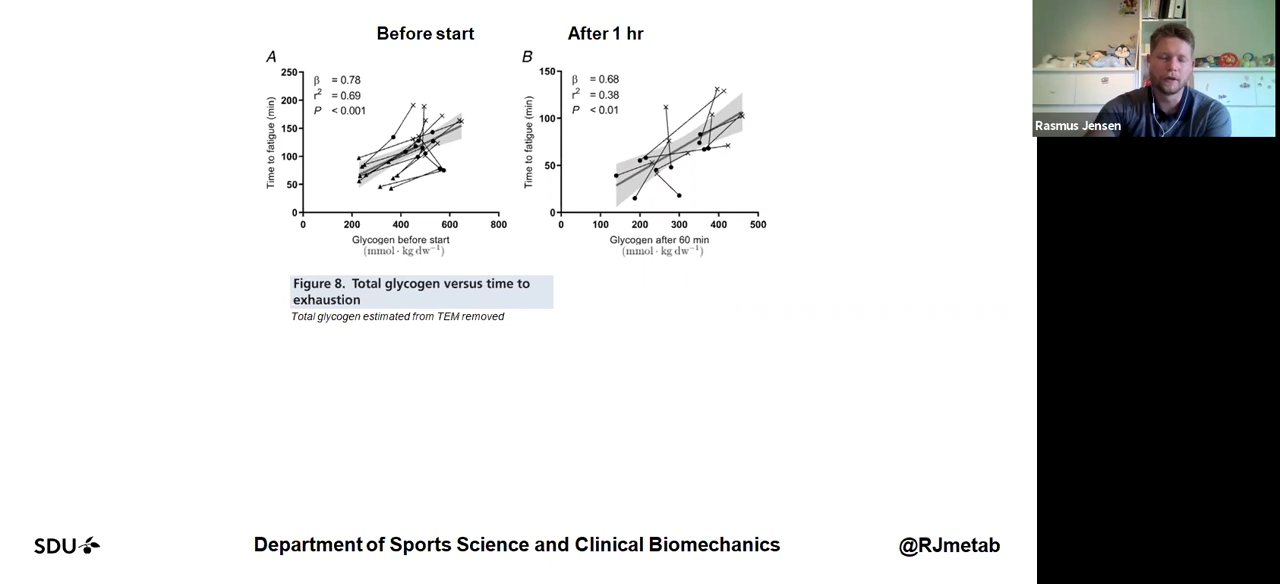 Before start
After 1 hr
A
β = 0.78
r2 = 0.69
P < 0.001
Time to fatigue (min)
250
200
150
100
50
0
0 200 400 600 800
Glycogen before start
(mmol · kg dw−1)
B
β = 0.68
r2 = 0.38
P < 0.01
Time to fatigue (min)
150
100
50
0
0 100 200 300 400 500
Glycogen after 60 min
(mmol · kg dw−1)
Figure 8. Total glycogen versus time to
exhaustion
Total glycogen estimated from TEM removed
Rasmus Jensen
SDU
Department of Sports Science and Clinical Biomechanics
@RJmetab